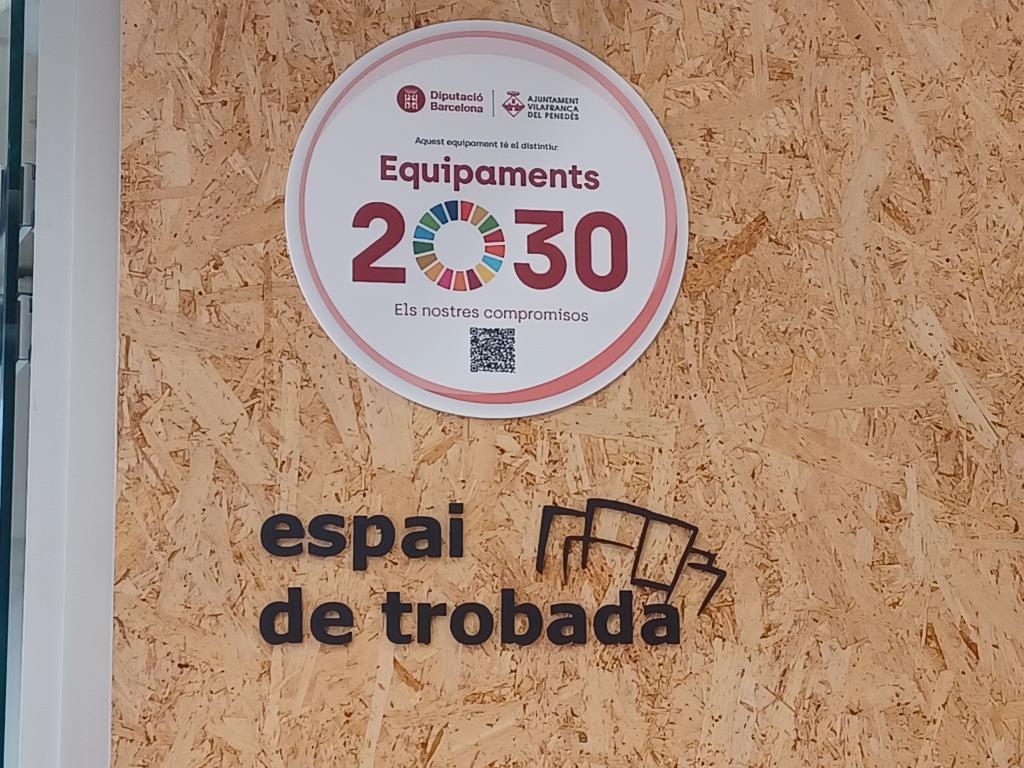 Diputació
Barcelona
AJUNTAMENT
VILAFRANCA
DEL PENEDÈS
Aquest equipament té el distintiu:
Equipaments
2030
Els nostres compromisos
espai
de trobada